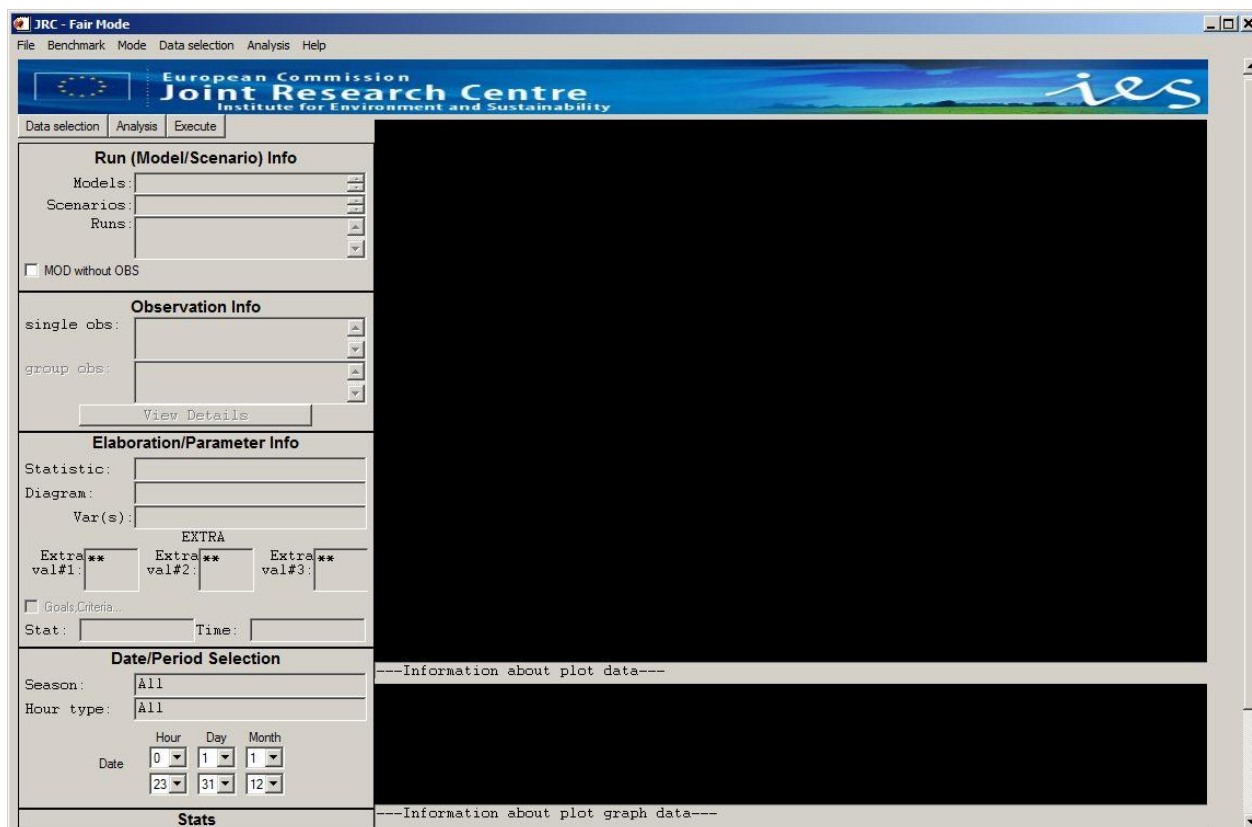 JRC - Fair Mode
File Benchmark Mode Data selection Analysis Help
European Commission
Joint Research Centre
Institute for Environment and Sustainability
ies
Data selection Analysis Execute
Run (Model/Scenario) Info
Models:
Scenarios:
Runs:
MOD without OBS
Observation Info
single obs:
group obs:
View Details
Elaboration/Parameter Info
Statistic:
Diagram:
Var(s):
EXTRA
Extra ** Extra ** Extra **
val#1: val#2: val#3:
Goals,Criteria...
Stat: Time:
Date/Period Selection
Season: All
Hour type: All
Hour Day Month
Date 0 1 1
23 31 12
Stats
---Information about plot data---
---Information about plot graph data---